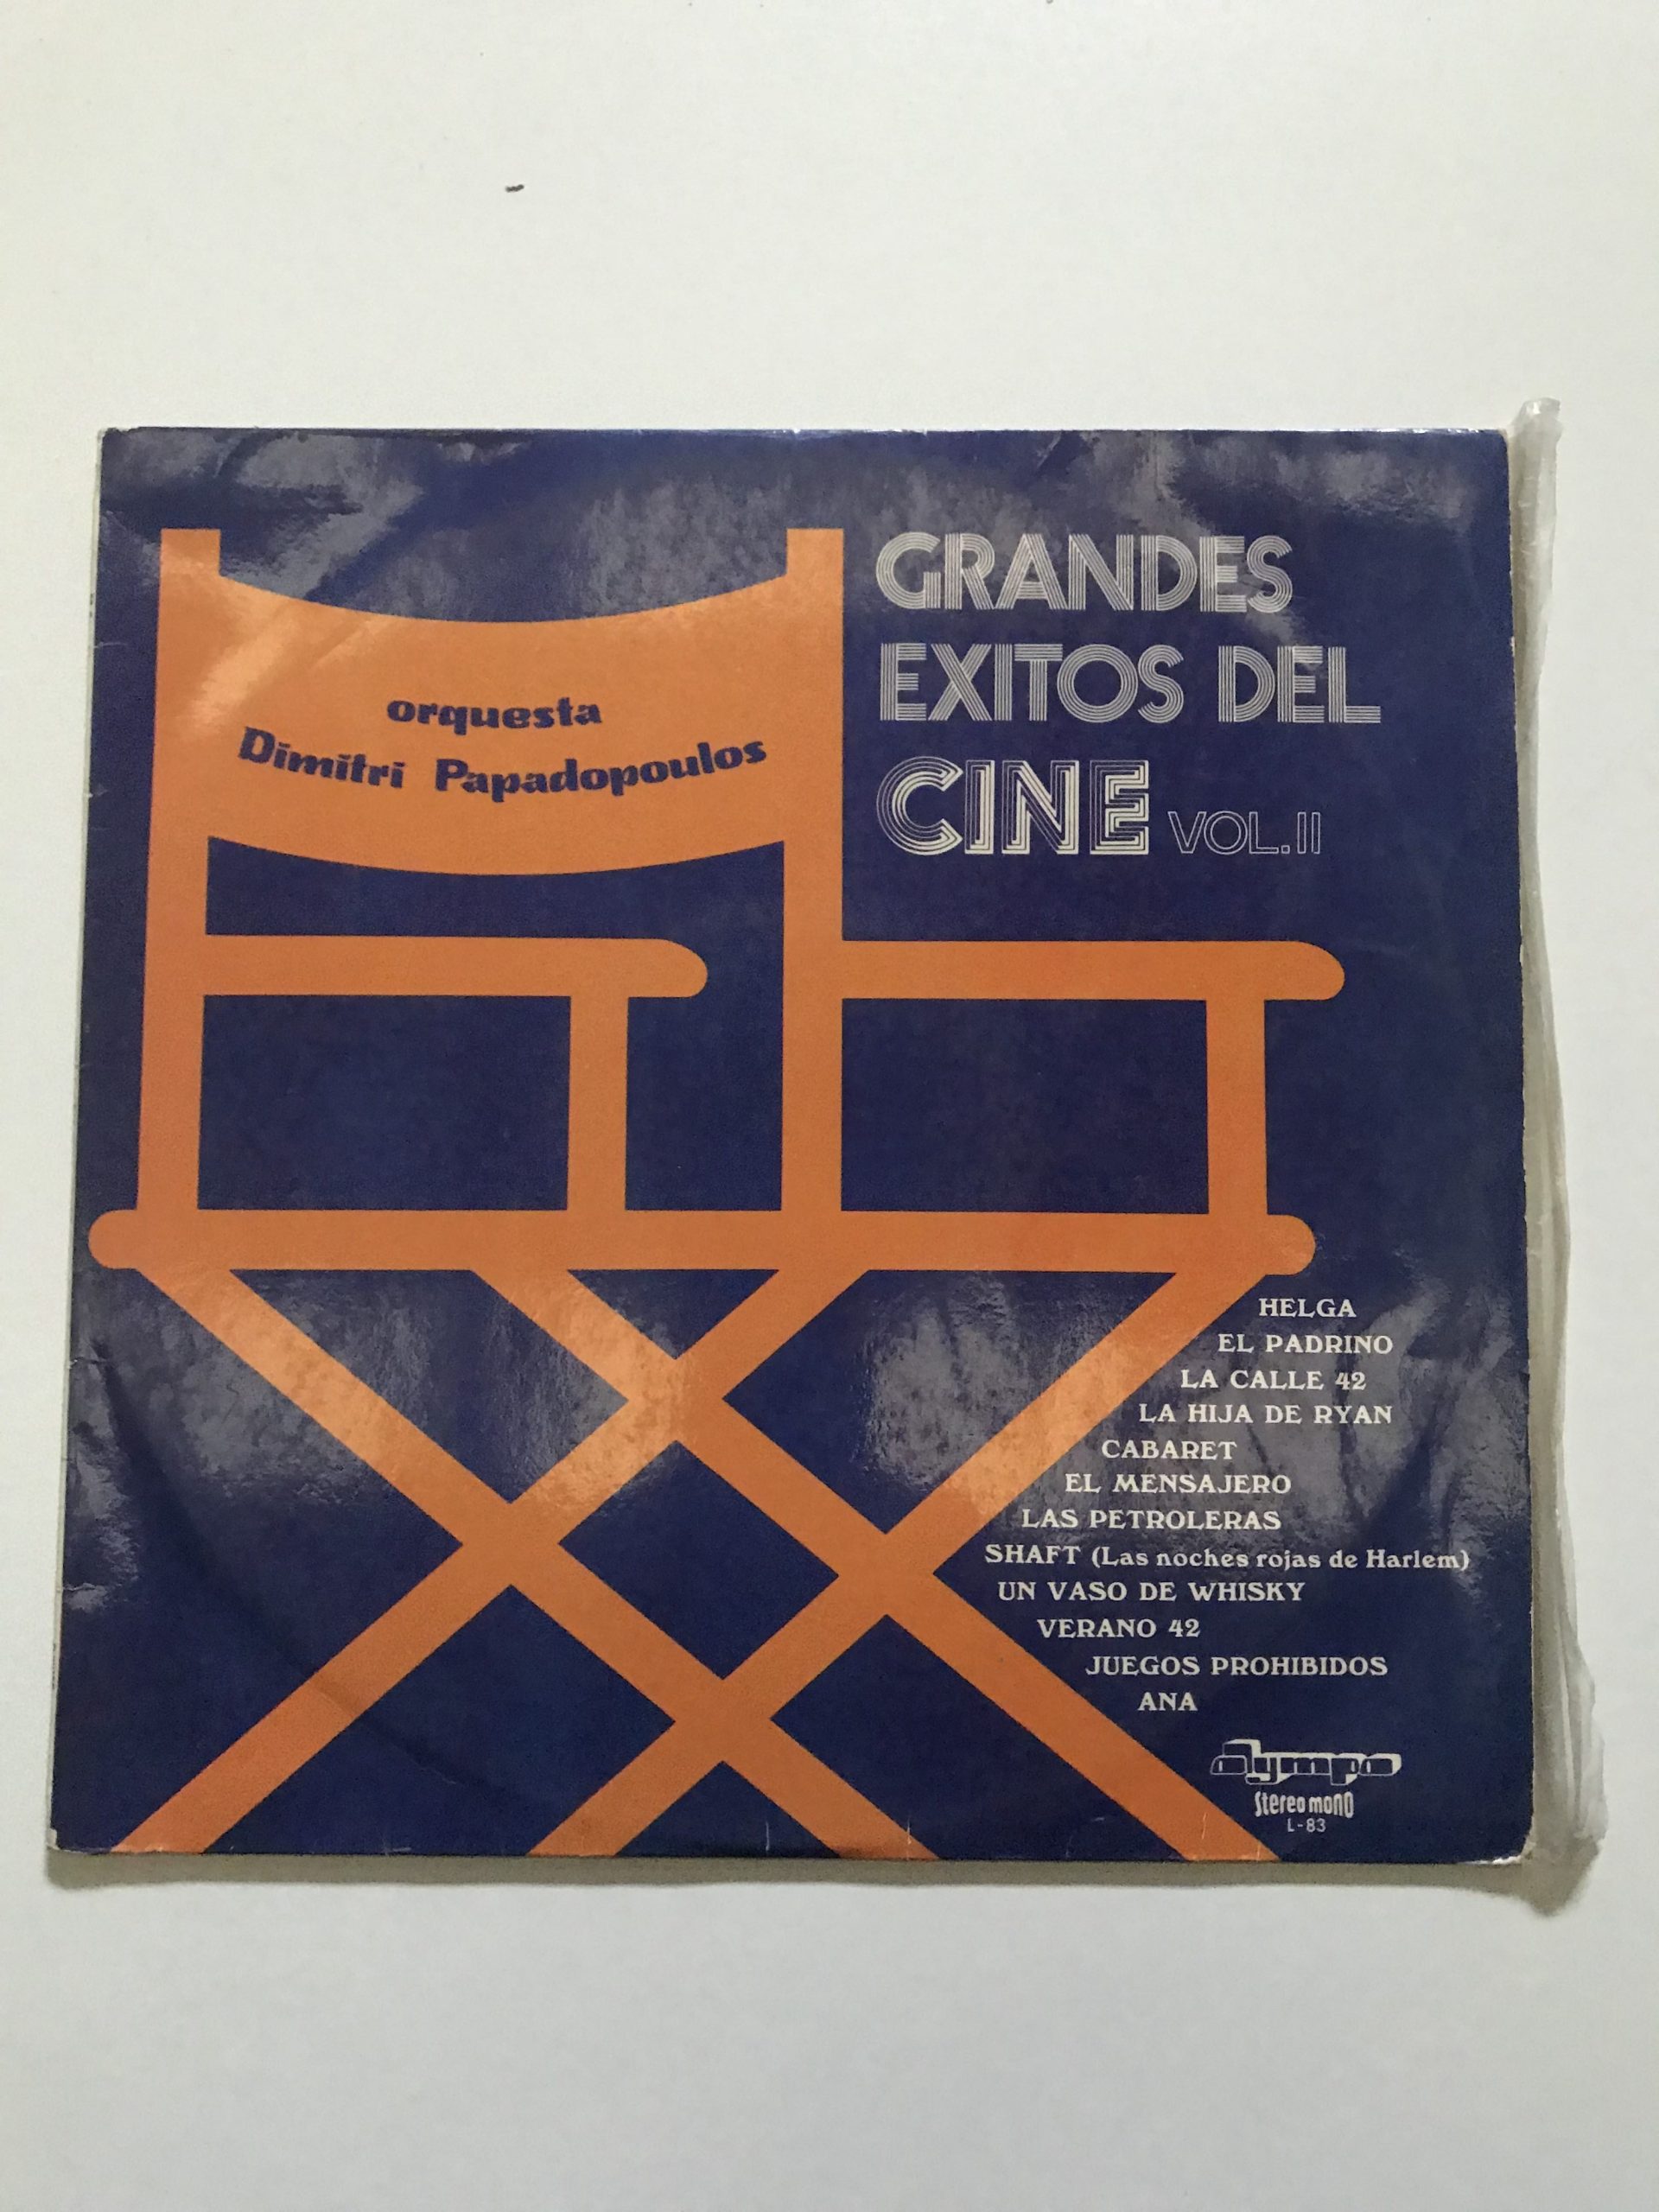 orquesta
Dimitri Papadopoulos
GRANDES
EXITOS DEL
CINE VOL.II
HELGA
EL PADRINO
LA CALLE 42
LA HIJA DE RYAN
CABARET
EL MENSAJERO
LAS PETROLERAS
SHAFT (Las noches rojas de Harlem)
UN VASO DE WHISKY
VERANO 42
JUEGOS PROHIBIDOS
ANA
Olympo
Stereo mono
L-83